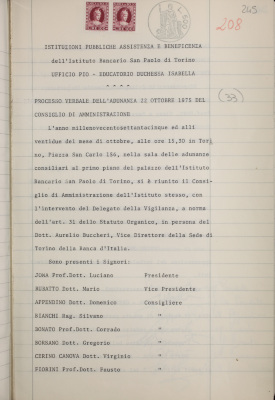 245
208
ISTITUZIONI PUBBLICHE ASSISTENZA E BENEFICENZA
dell'Istituto Bancario San Paolo di Torino
UFFICIO PIO - EDUCATORIO DUCHESSA ISABELLA
- - - -
PROCESSO VERBALE DELL'ADUNANZA 22 OTTOBRE 1975 DEL
(33)
CONSIGLIO DI AMMINISTRAZIONE
L'anno millenovecentosettantacinque ed alli
ventidue del mese di ottobre, alle ore 15,30 in Tori
no, Piazza San Carlo 156, nella sala delle adunanze
consiliari al primo piano del palazzo dell'Istituto
Bancario San Paolo di Torino, si è riunito il Consi-
glio di Amministrazione dell'Istituto stesso, con
l'intervento del Delegato della Vigilanza, a norma
dell'art. 31 dello Statuto Organico, in persona del
Dott. Aurelio Buccheri, Vice Direttore della Sede di
Torino della Banca d'Italia.
Sono presenti i Signori:
JONA Prof.Dott. Luciano Presidente
BUSATTO Dott. Mario Vice Presidente
APPENDINO Dott. Domenico Consigliere
BIANCHI Rag. Silvano "
BONATO Prof.Dott. Corrado "
BORNANO Dott. Gregorio "
CERINO CANOVA Dott. Virginio "
FIORINI Prof.Dott. Fausto "